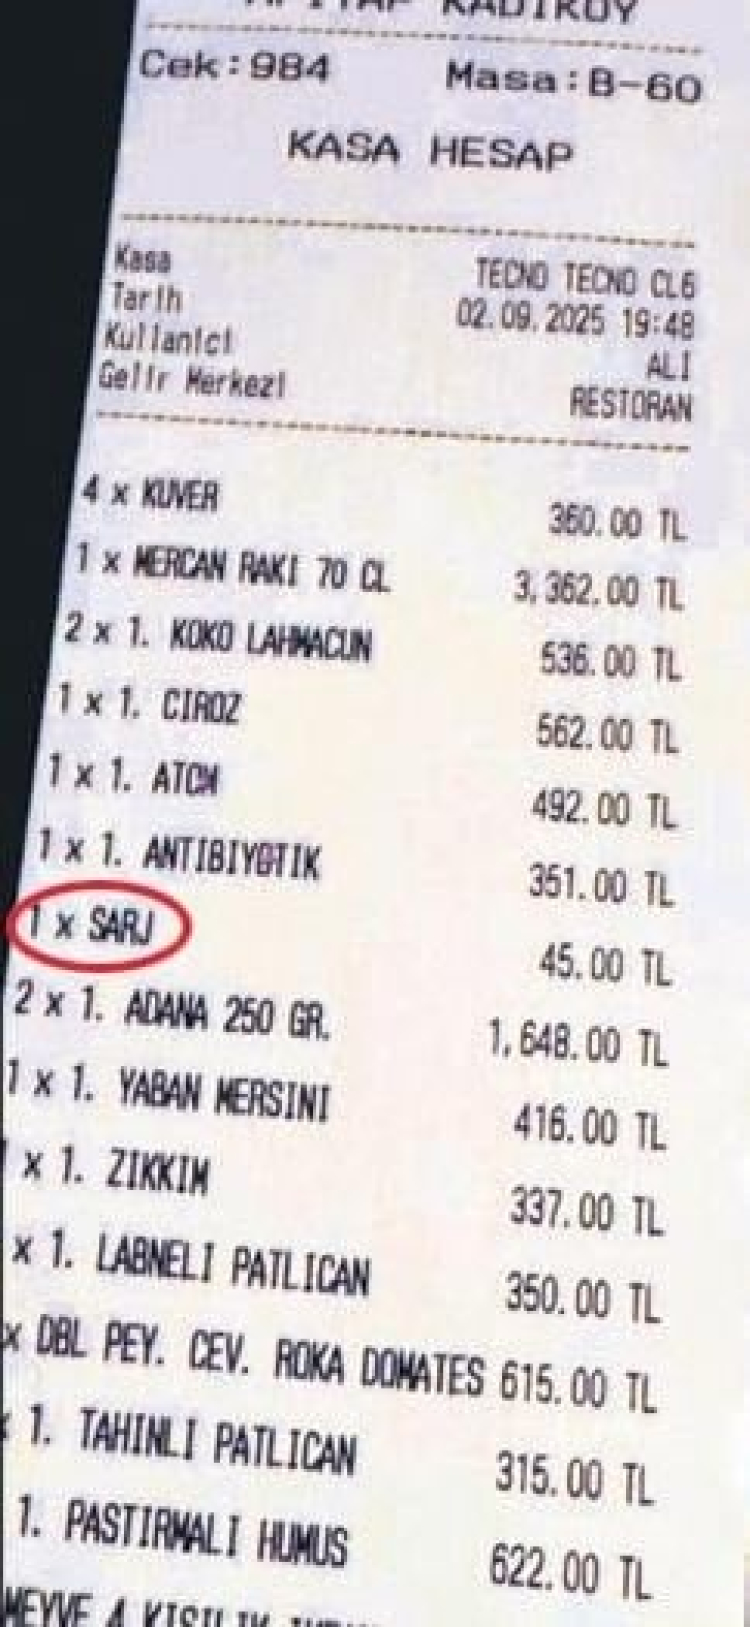 KADIKOY
Cek:984 Masa:B-60
KASA HESAP
Kasa TECNO TECNO CL6
Tarih 02.09.2025 19:48
Kullanici ALI
Gelir Merkezi RESTORAN
4 x KUVER 360.00 TL
1 x MERCAN RAKI 70 CL 3,362.00 TL
2 x 1. KOKO LAHMACUN 536.00 TL
1 x 1. CIROZ 562.00 TL
1 x 1. ATOM 492.00 TL
1 x 1. ANTIBIYOTIK 351.00 TL
1 x SARJ 45.00 TL
2 x 1. ADANA 250 GR. 1,648.00 TL
1 x 1. YABAN MERSINI 416.00 TL
x 1. ZIKKIM 337.00 TL
x 1. LABNELI PATLICAN 350.00 TL
x DBL PEY. CEV. ROKA DOMATES 615.00 TL
1. TAHINLI PATLICAN 315.00 TL
1. PASTIRMALI HUMUS 622.00 TL
MEYVE 4 KISILIK